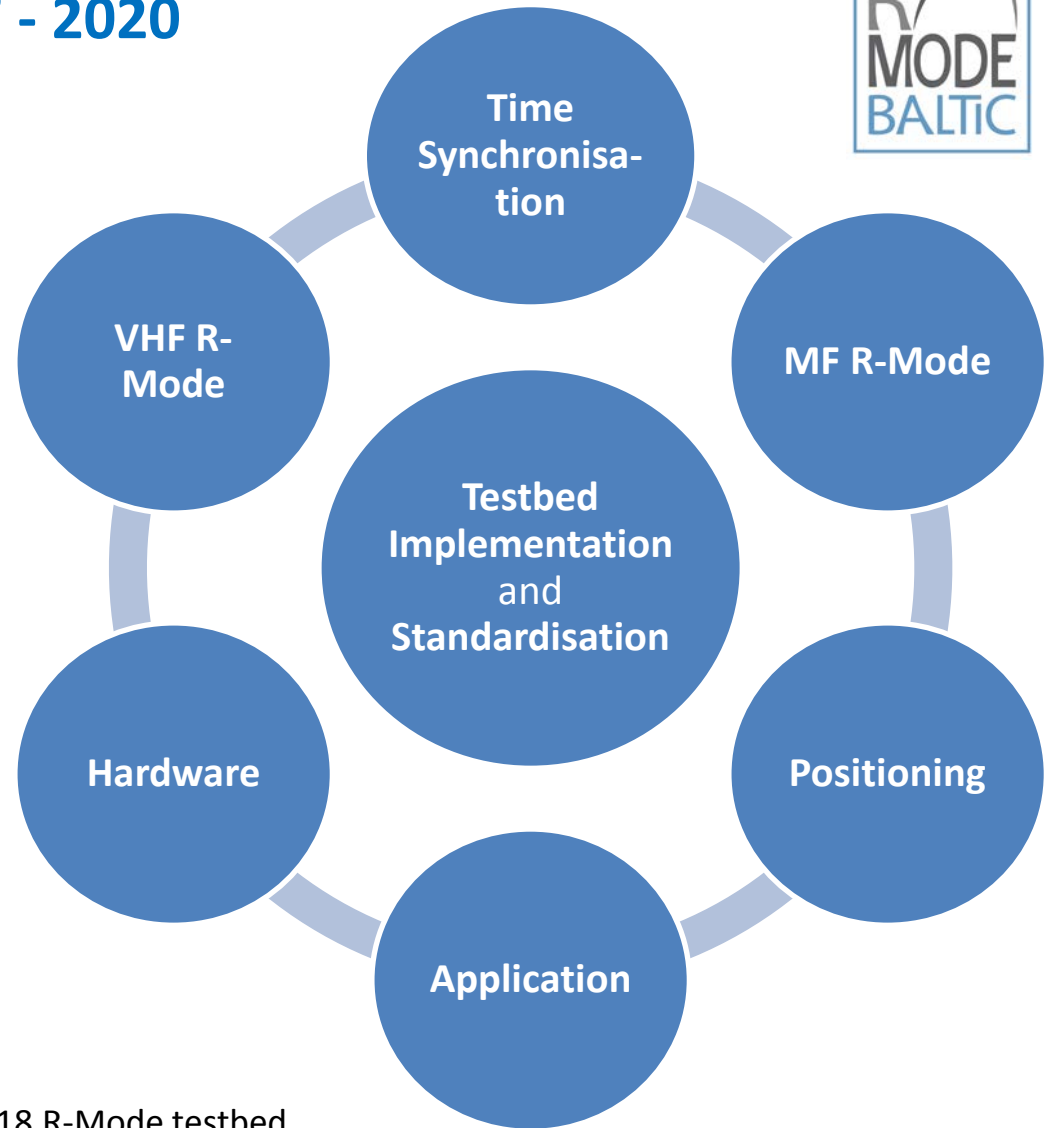 - 2020
MODE
BALTIC
Time
Synchronisa-
tion
VHF R-
Mode
MF R-Mode
Testbed
Implementation
and
Standardisation
Hardware
Positioning
Application
18 R-Mode testbed